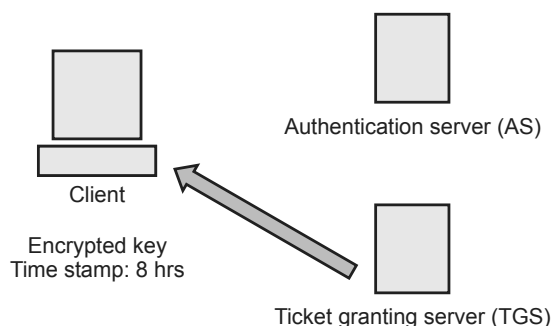 Authentication server (AS)
Client
Encrypted key
Time stamp: 8 hrs
Ticket granting server (TGS)